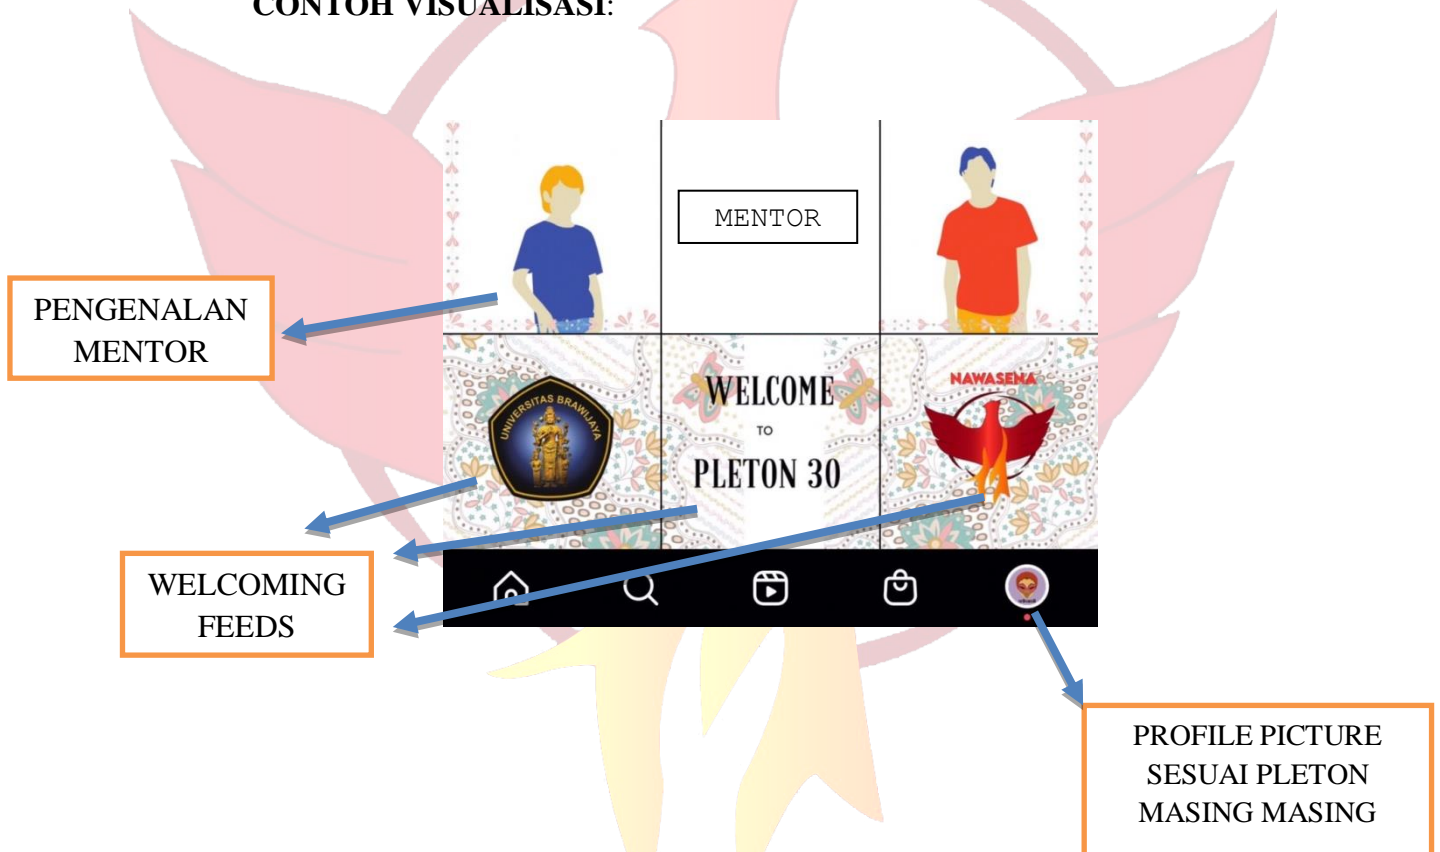 CONTOH VISUALISASI:
MENTOR
PENGENALAN
MENTOR
UNIVERSITAS BRAWIJAYA
WELCOME
TO
PLETON 30
NAWASENA
WELCOMING
FEEDS
PROFILE PICTURE
SESUAI PLETON
MASING MASING